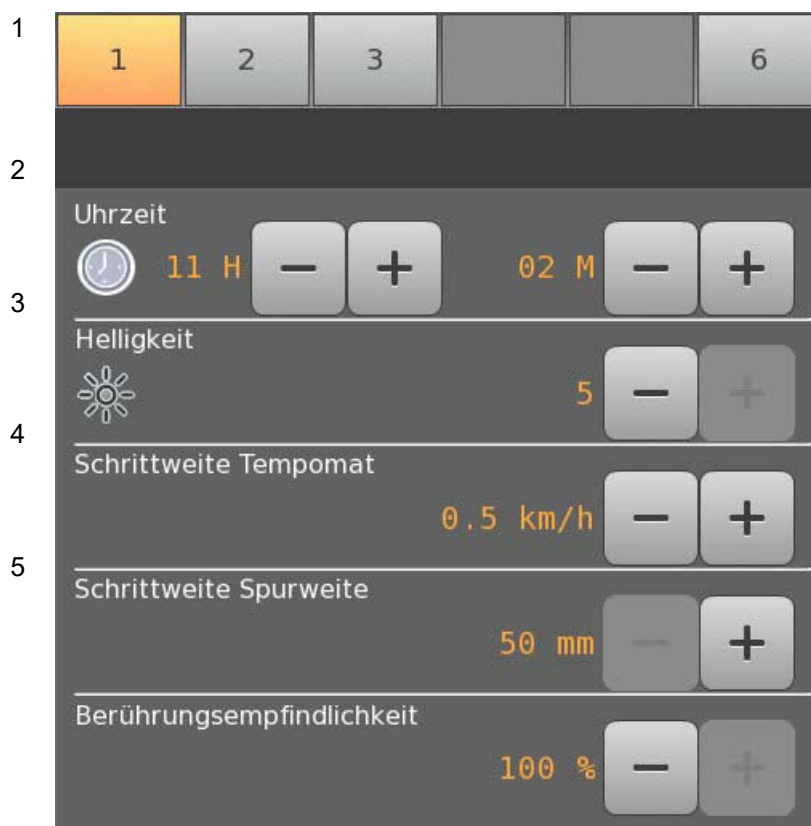 1
1 2 3 6
2
Uhrzeit
11 H − + 02 M − +
3
Helligkeit
5 − +
4
Schrittweite Tempomat
0.5 km/h − +
5
Schrittweite Spurweite
50 mm − +
Berührungsempfindlichkeit
100 % − +